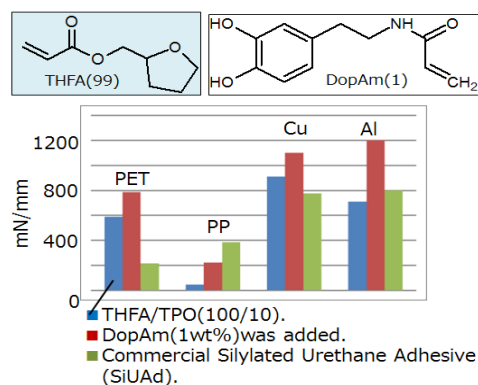 O
O
O
THFA(99)
HO
HO
NH
O
CH2
DopAm(1)
mN/mm
1200
800
400
0
PET
PP
Cu
Al
THFA/TPO(100/10).
DopAm(1wt%)was added.
Commercial Silylated Urethane Adhesive
(SiUAd).